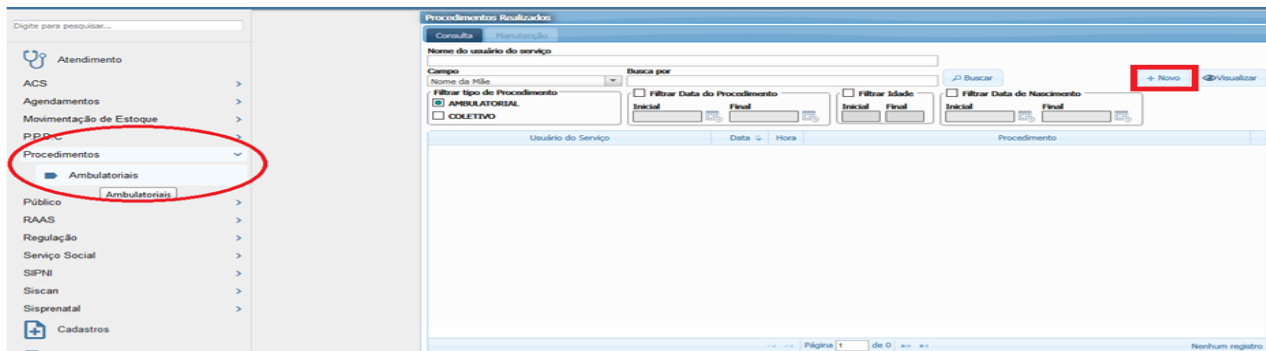 Digite para pesquisar...
Atendimento
ACS
Agendamentos
Movimentação de Estoque
P.P.D.C
Procedimentos
Ambulatoriais
Ambulatoriais
Público
RAAS
Regulação
Serviço Social
SIPNI
Siscan
Sisprenatal
Cadastros
Procedimentos Realizados
Consulta Manutenção
Nome do usuário do serviço
Campo Busca por
Nome da Mãe Buscar + Novo Visualizar
Filtrar tipo de Procedimento Filtrar Data do Procedimento Filtrar Idade Filtrar Data de Nascimento
AMBULATORIAL Inicial Final Inicial Final Inicial Final
COLETIVO
Usuário do Serviço Data Hora Procedimento
Página 1 de 0 Nenhum registro